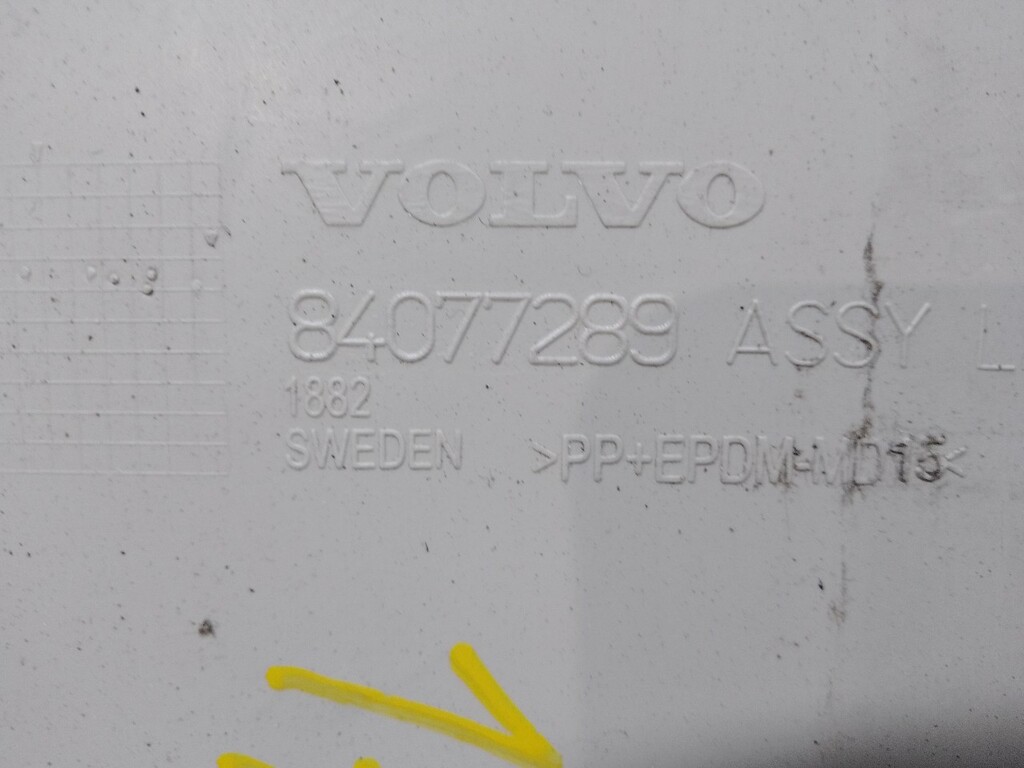 VOLVO
84077289 ASSY L
1882
SWEDEN >PP+EPDM-MD15<